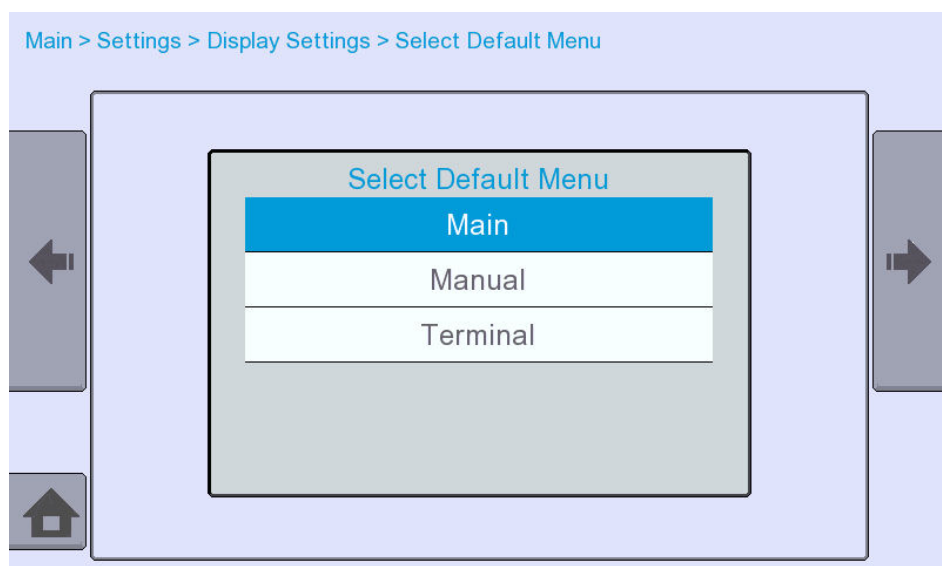 Main > Settings > Display Settings > Select Default Menu
Select Default Menu
Main
Manual
Terminal